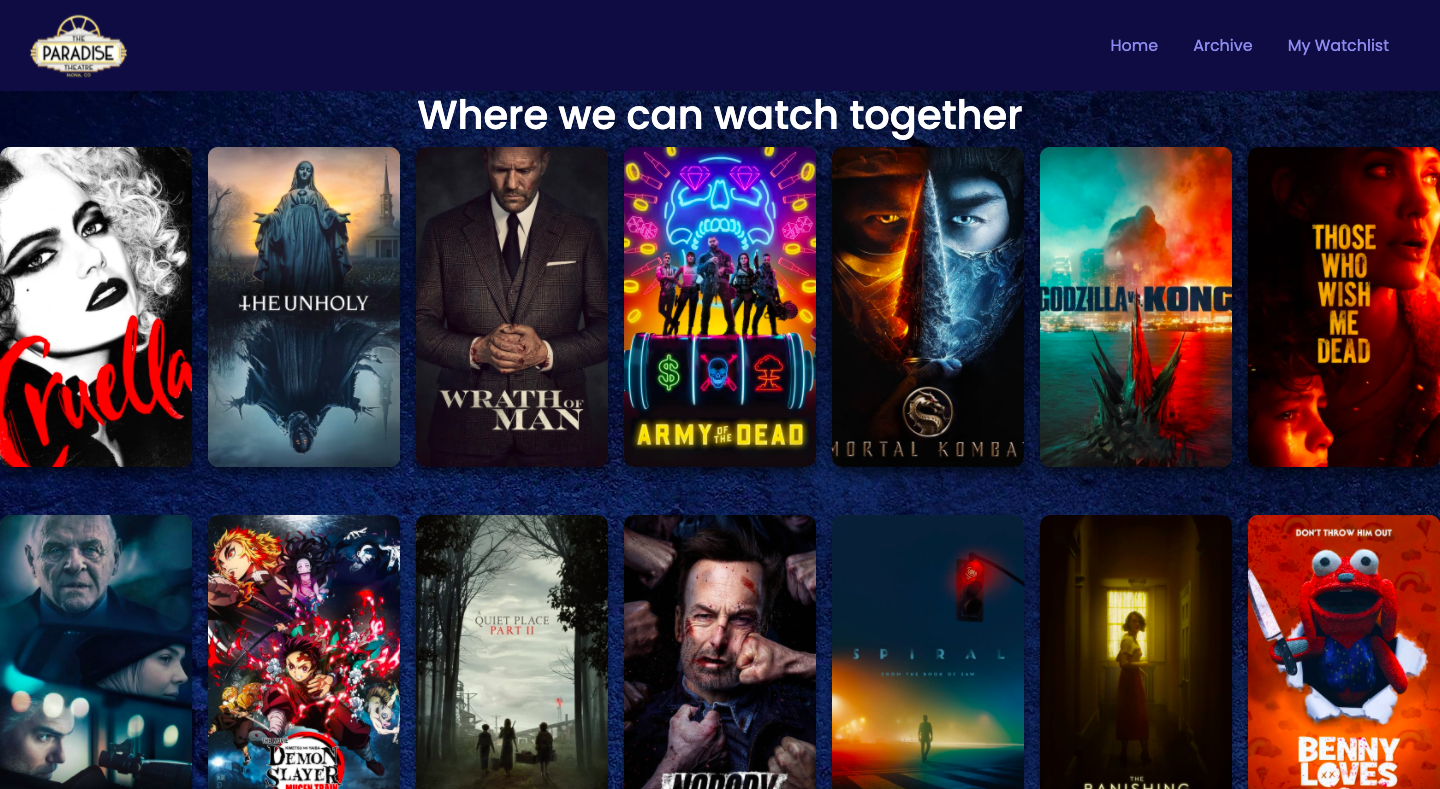 THE
PARADISE
THEATRE
Home
Archive
My Watchlist
Where we can watch together
Cruella
THE UNHOLY
WRATH OF
MAN
ARMY OF THE DEAD
MORTAL KOMBAT
GODZILLA VS KONG
THOSE
WHO
WISH
ME
DEAD
DEMON
SLAYER
MUGEN TRAIN
A
QUIET PLACE
PART II
NOBODY
SPIRAL
FROM THE BOOK OF SAW
THE
BANISHING
DON'T THROW HIM OUT
BENNY
LOVES